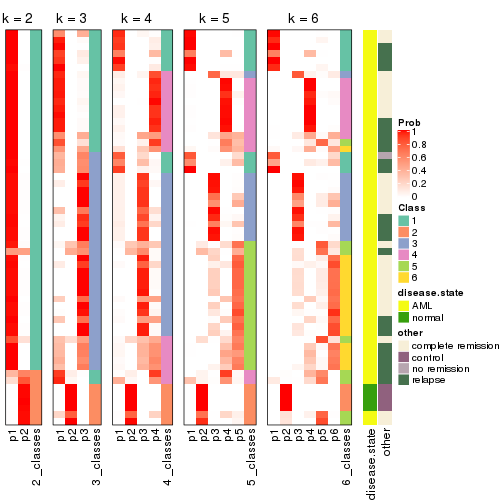 k = 2
k = 3
k = 4
k = 5
k = 6
p1
p2
2_classes
p1
p2
p3
3_classes
p1
p2
p3
p4
4_classes
p1
p2
p3
p4
p5
5_classes
p1
p2
p3
p4
p5
p6
6_classes
disease.state
other
Prob
1
0.8
0.6
0.4
0.2
0
Class
1
2
3
4
5
6
disease.state
AML
normal
other
complete remission
control
no remission
relapse